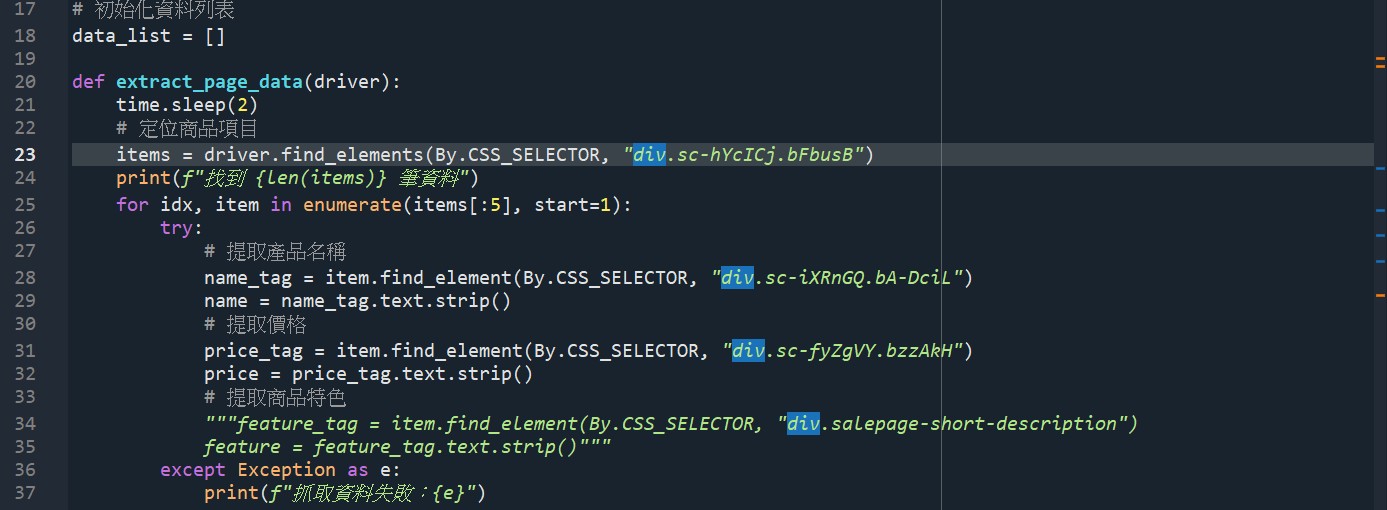 17 # 初始化資料列表
18 data_list = []
19
20 def extract_page_data(driver):
21     time.sleep(2)
22     # 定位商品項目
23     items = driver.find_elements(By.CSS_SELECTOR, "div.sc-hYcICj.bFbusB")
24     print(f"找到 {len(items)} 筆資料")
25     for idx, item in enumerate(items[:5], start=1):
26         try:
27             # 提取產品名稱
28             name_tag = item.find_element(By.CSS_SELECTOR, "div.sc-iXRnGQ.bA-DciL")
29             name = name_tag.text.strip()
30             # 提取價格
31             price_tag = item.find_element(By.CSS_SELECTOR, "div.sc-fyZgVY.bzzAkH")
32             price = price_tag.text.strip()
33             # 提取商品特色
34             """feature_tag = item.find_element(By.CSS_SELECTOR, "div.salepage-short-description")
35             feature = feature_tag.text.strip()"""
36         except Exception as e:
37             print(f"抓取資料失敗：{e}")